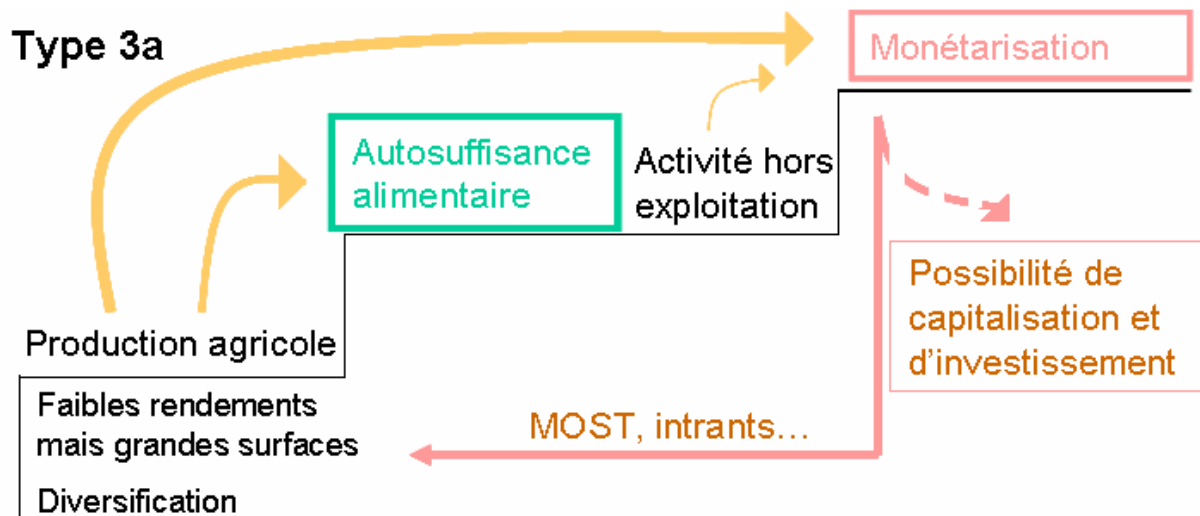 Type 3a
Monétarisation
Autosuffisance
alimentaire
Activité hors
exploitation
Possibilité de
capitalisation et
d'investissement
Production agricole
Faibles rendements
mais grandes surfaces
MOST, intrants...
Diversification